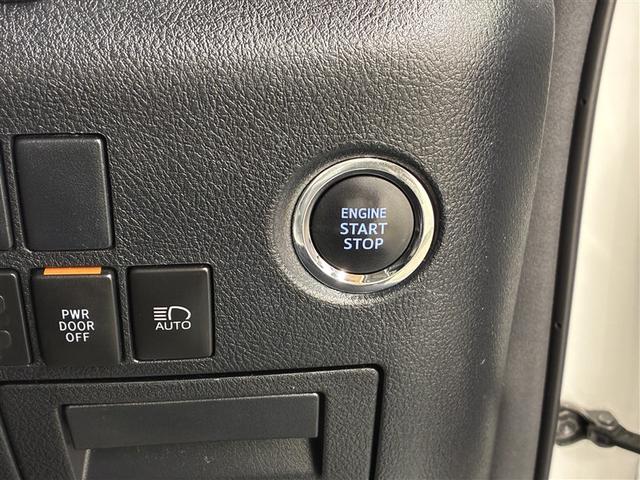 ENGINE
START
STOP
PWR
DOOR
OFF
AUTO